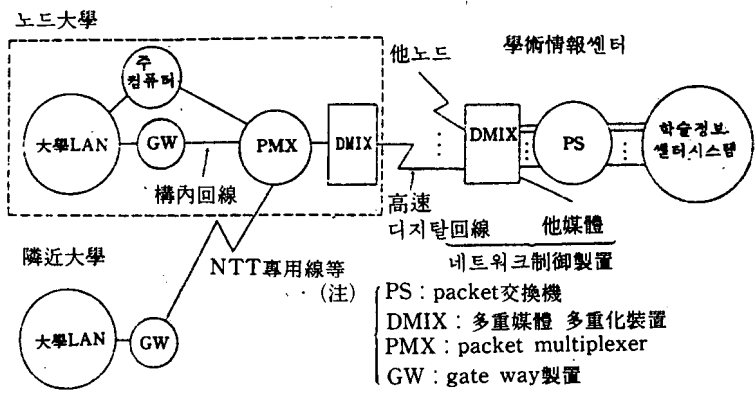 노드大學
他노드
學術情報쎈터
주
컴퓨터
大學LAN
GW
PMX
DMIX
DMIX
PS
학술정보
쎈터시스템
構內回線
高速
디지탈回線
他媒體
네트워크制御製置
隣近大學
NTT專用線等
(注)
PS : packet交換機
DMIX : 多重媒體 多重化裝置
PMX : packet multiplexer
GW : gate way製置
大學LAN
GW